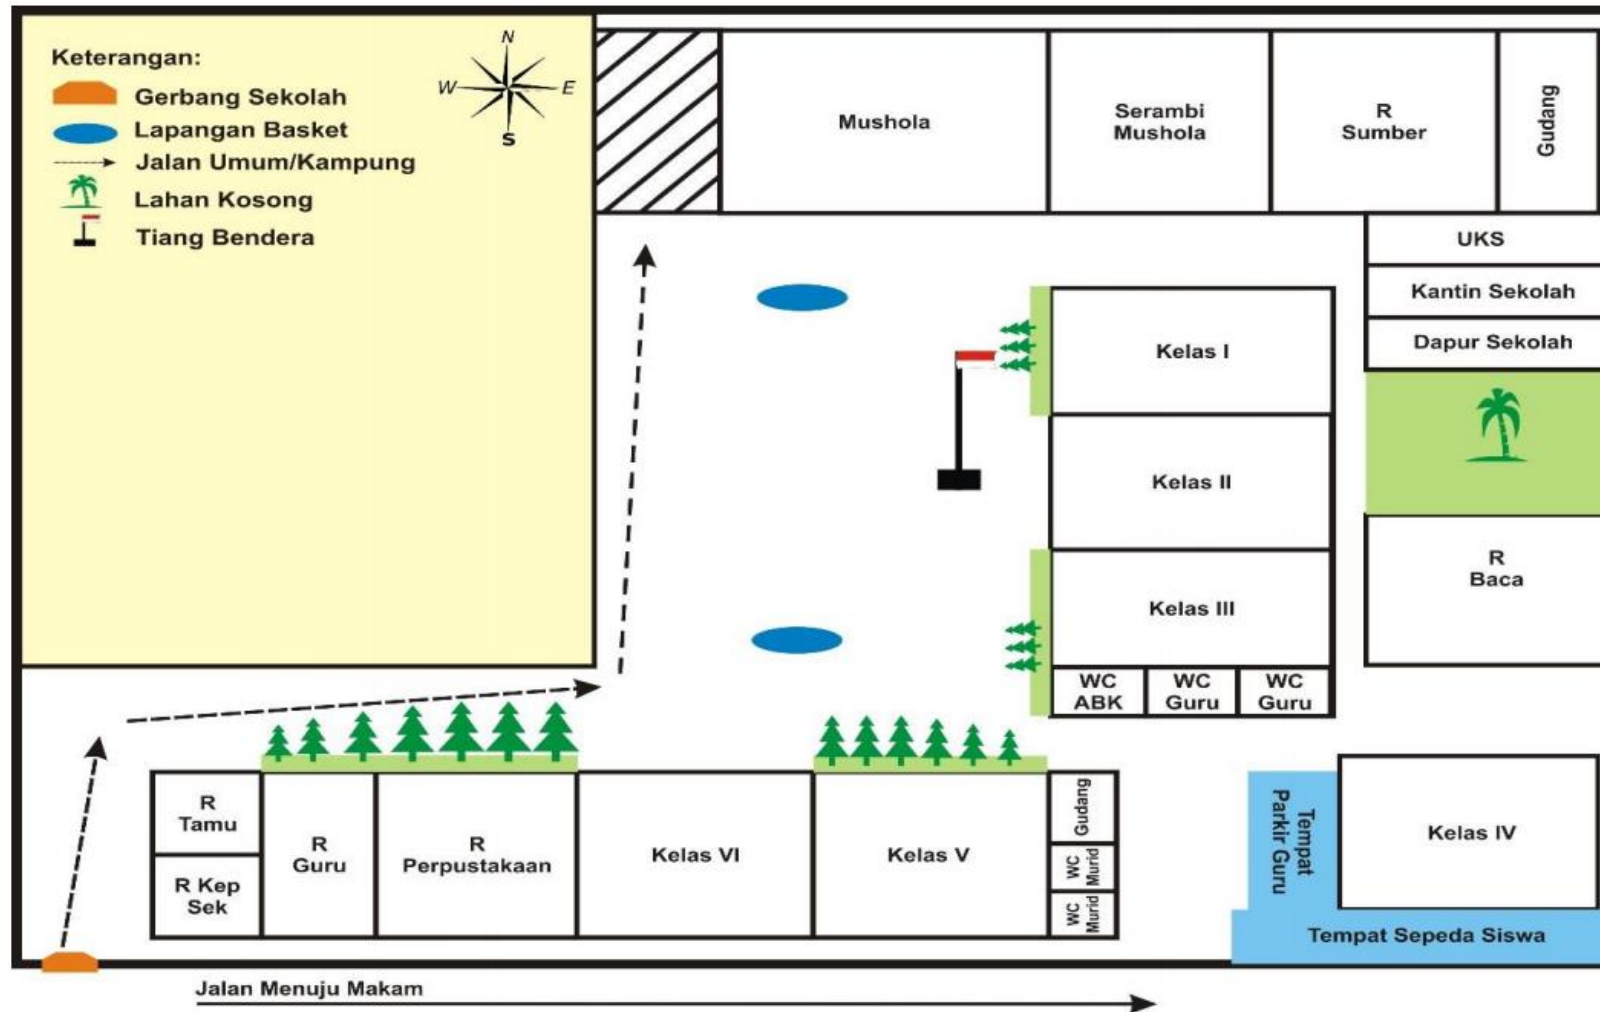 Keterangan:
Gerbang Sekolah
Lapangan Basket
Jalan Umum/Kampung
Lahan Kosong
Tiang Bendera
N
W
E
S
Mushola
Serambi
Mushola
R
Sumber
Gudang
UKS
Kantin Sekolah
Dapur Sekolah
Kelas I
Kelas II
Kelas III
R
Baca
WC
ABK
WC
Guru
WC
Guru
R
Tamu
R Kep
Sek
R
Guru
R
Perpustakaan
Kelas VI
Kelas V
Gudang
WC
Murid
WC
Murid
Tempat
Parkir Guru
Kelas IV
Tempat Sepeda Siswa
Jalan Menuju Makam